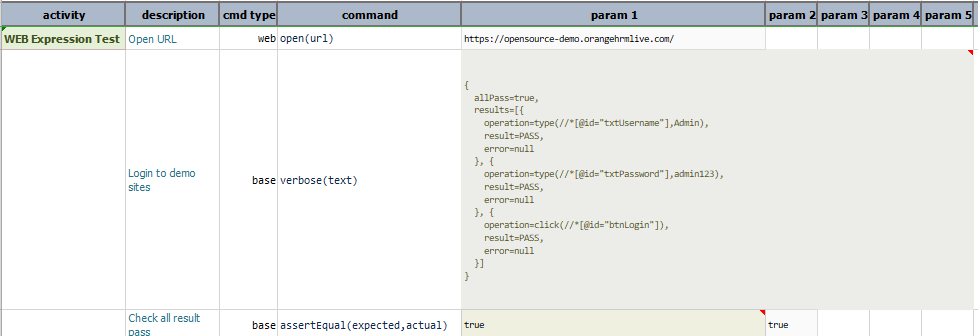 activity description cmd type command param 1 param 2 param 3 param 4 param 5
WEB Expression Test Open URL web open(url) https://opensource-demo.orangehrmlive.com/
Login to demo sites base verbose(text)
{
allPass=true,
results=[{
operation=type(//*[@id="txtUsername"],Admin),
result=PASS,
error=null
}, {
operation=type(//*[@id="txtPassword"],admin123),
result=PASS,
error=null
}, {
operation=click(//*[@id="btnLogin"]),
result=PASS,
error=null
}]
}
Check all result pass base assertEqual(expected,actual) true true